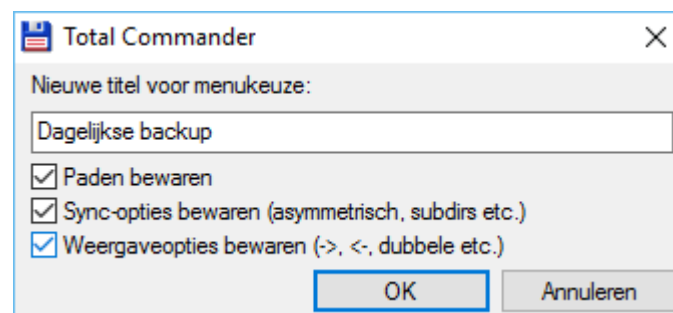 Total Commander
Nieuwe titel voor menukeuze:
Dagelijkse backup
Paden bewaren
Sync-opties bewaren (asymmetrisch, subdirs etc.)
Weergaveopties bewaren (->, <-, dubbele etc.)
OK Annuleren